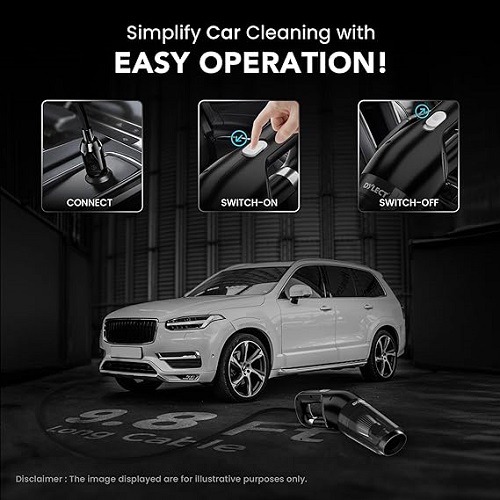 Simplify Car Cleaning with
EASY OPERATION!
CONNECT
SWITCH-ON
SWITCH-OFF
DYLECT
9.8 Ft
Long Cable
Disclaimer : The image displayed are for illustrative purposes only.